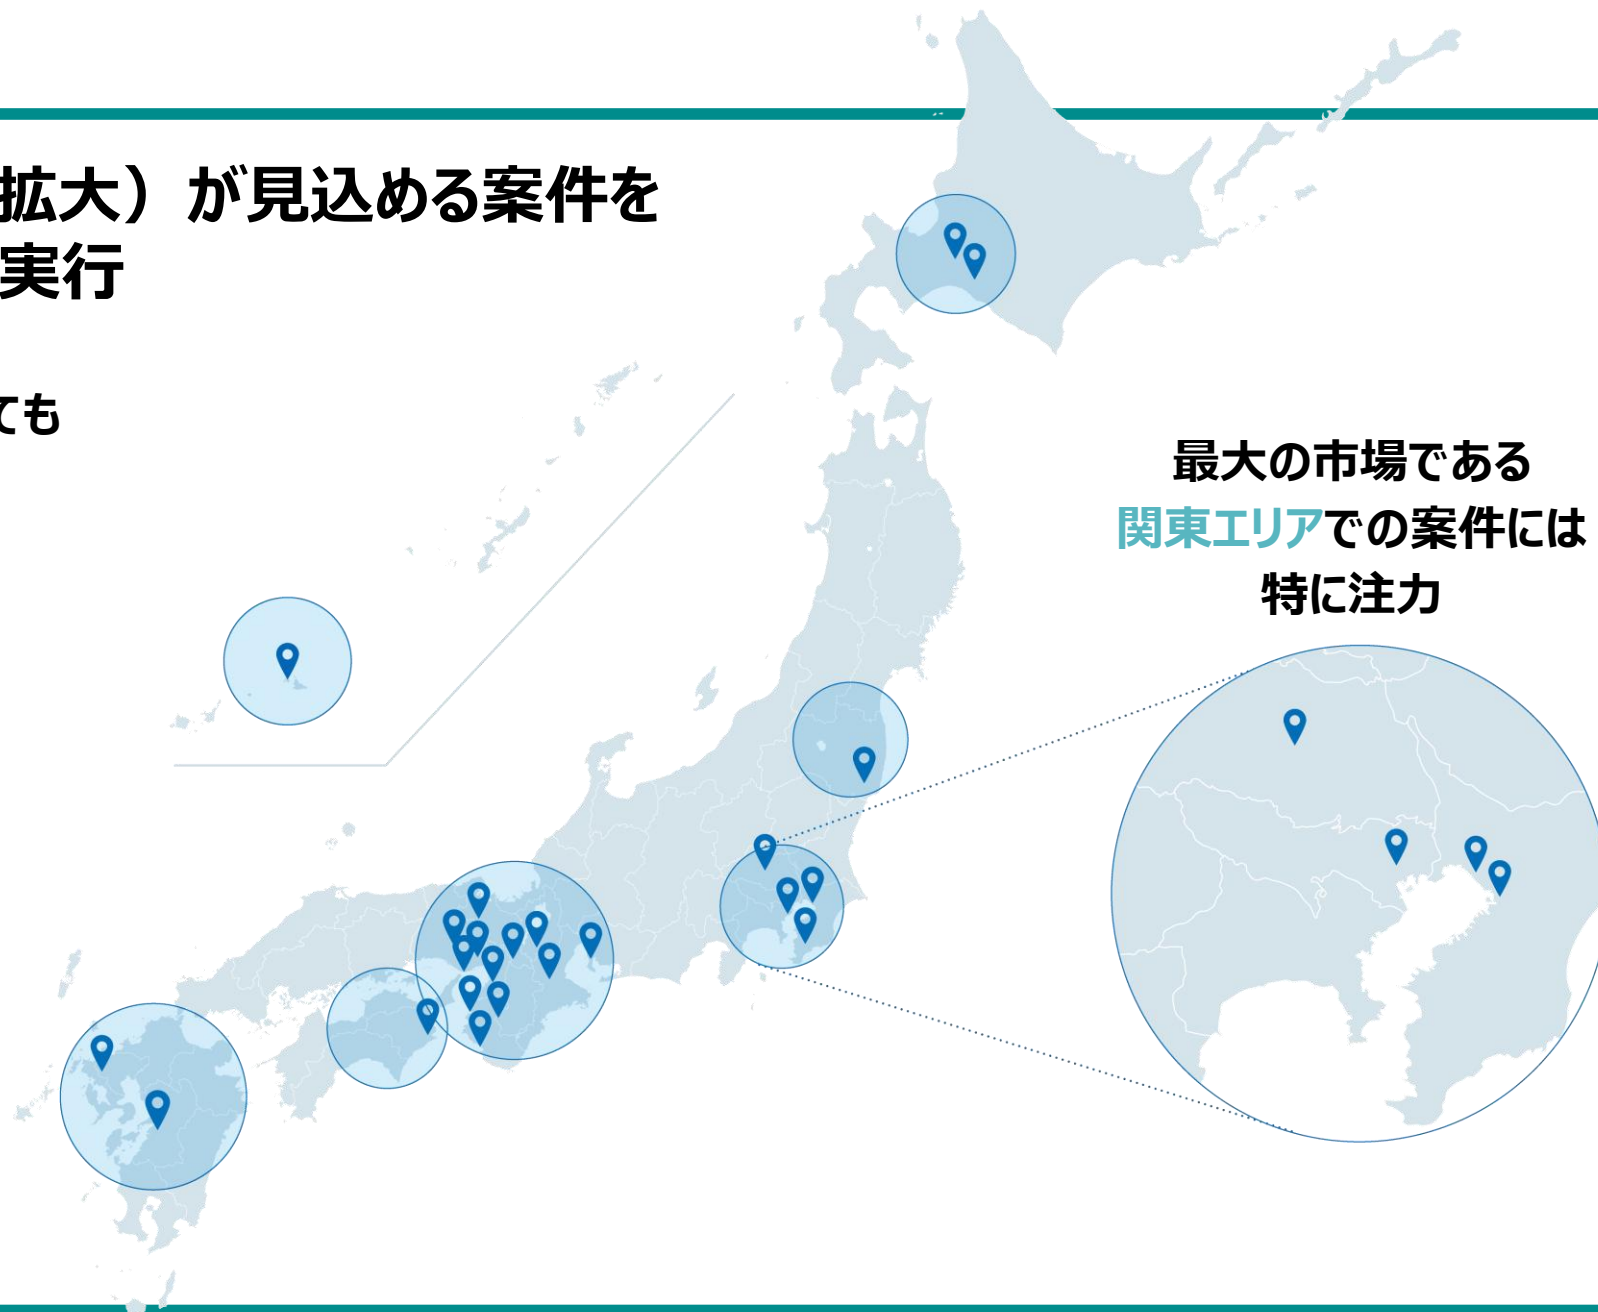 拡大）が見込める案件を
実行
ても
最大の市場である
関東エリアでの案件には
特に注力